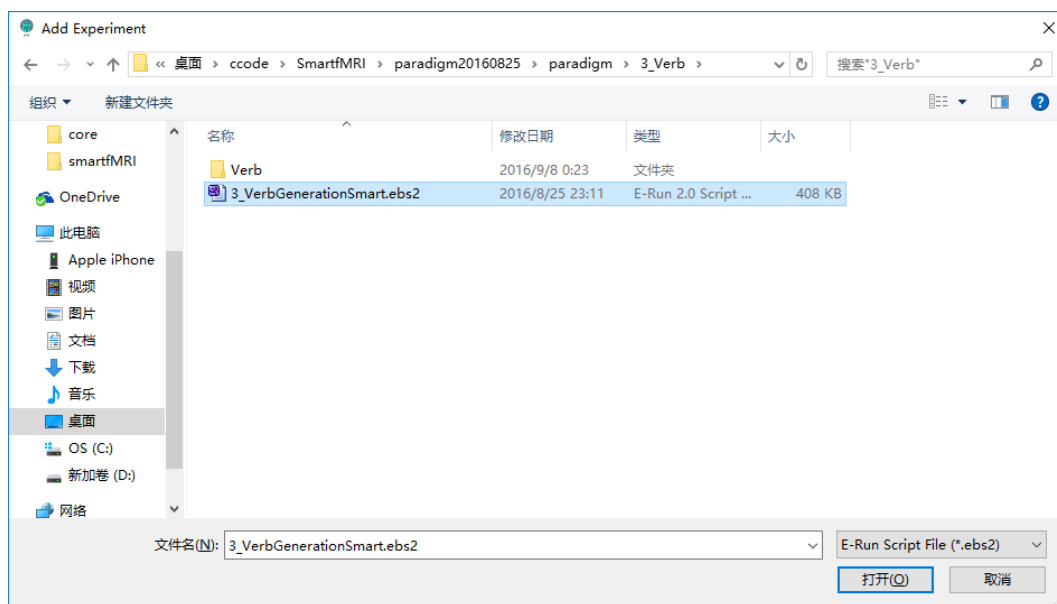 Add Experiment
« 桌面 › ccode › SmartfMRI › paradigm20160825 › paradigm › 3_Verb ›
搜索"3_Verb"
组织 新建文件夹
core
smartfMRI
OneDrive
此电脑
Apple iPhone
视频
图片
文档
下载
音乐
桌面
OS (C:)
新加卷 (D:)
网络
名称 修改日期 类型 大小
Verb 2016/9/8 0:23 文件夹
3_VerbGenerationSmart.ebs2 2016/8/25 23:11 E-Run 2.0 Script ... 408 KB
文件名(N): 3_VerbGenerationSmart.ebs2 E-Run Script File (*.ebs2)
打开(O) 取消